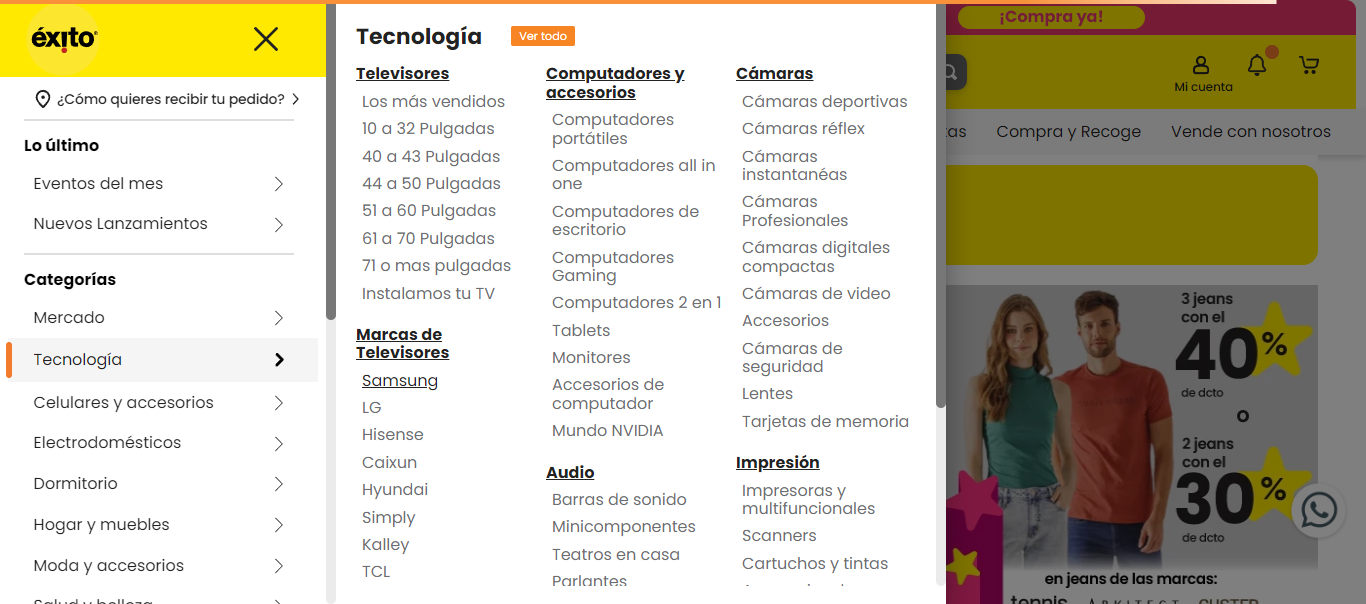 éxito
¿Cómo quieres recibir tu pedido?
Lo último
Eventos del mes
Nuevos Lanzamientos
Categorías
Mercado
Tecnología
Celulares y accesorios
Electrodomésticos
Dormitorio
Hogar y muebles
Moda y accesorios
Salud y belleza
Tecnología
Ver todo
Televisores
Los más vendidos
10 a 32 Pulgadas
40 a 43 Pulgadas
44 a 50 Pulgadas
51 a 60 Pulgadas
61 a 70 Pulgadas
71 o mas pulgadas
Instalamos tu TV
Marcas de
Televisores
Samsung
LG
Hisense
Caixun
Hyundai
Simply
Kalley
TCL
Computadores y
accesorios
Computadores
portátiles
Computadores all in
one
Computadores de
escritorio
Computadores
Gaming
Computadores 2 en 1
Tablets
Monitores
Accesorios de
computador
Mundo NVIDIA
Audio
Barras de sonido
Minicomponentes
Teatros en casa
Parlantes
Cámaras
Cámaras deportivas
Cámaras réflex
Cámaras
instantanéas
Cámaras
Profesionales
Cámaras digitales
compactas
Cámaras de video
Accesorios
Cámaras de
seguridad
Lentes
Tarjetas de memoria
Impresión
Impresoras y
multifuncionales
Scanners
Cartuchos y tintas
¡Compra ya!
Mi cuenta
Compra y Recoge
Vende con nosotros
3 jeans
con el
40%
de dcto
o
2 jeans
con el
30%
de dcto
en jeans de las marcas:
tennis ARKITECT CUSTER